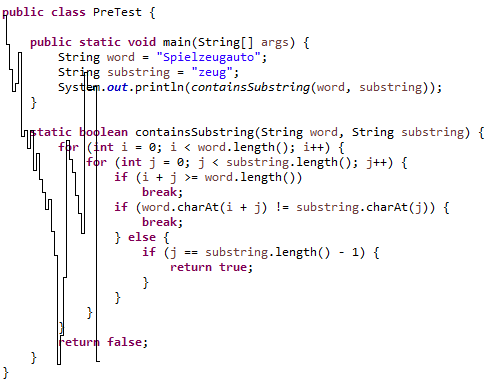 public class PreTest {
public static void main(String[] args) {
String word = "Spielzeugauto";
String substring = "zeug";
System.out.println(containsSubstring(word, substring));
}
static boolean containsSubstring(String word, String substring) {
for (int i = 0; i < word.length(); i++) {
for (int j = 0; j < substring.length(); j++) {
if (i + j >= word.length())
break;
if (word.charAt(i + j) != substring.charAt(j)) {
break;
} else {
if (j == substring.length() - 1) {
return true;
}
}
}
}
return false;
}
}